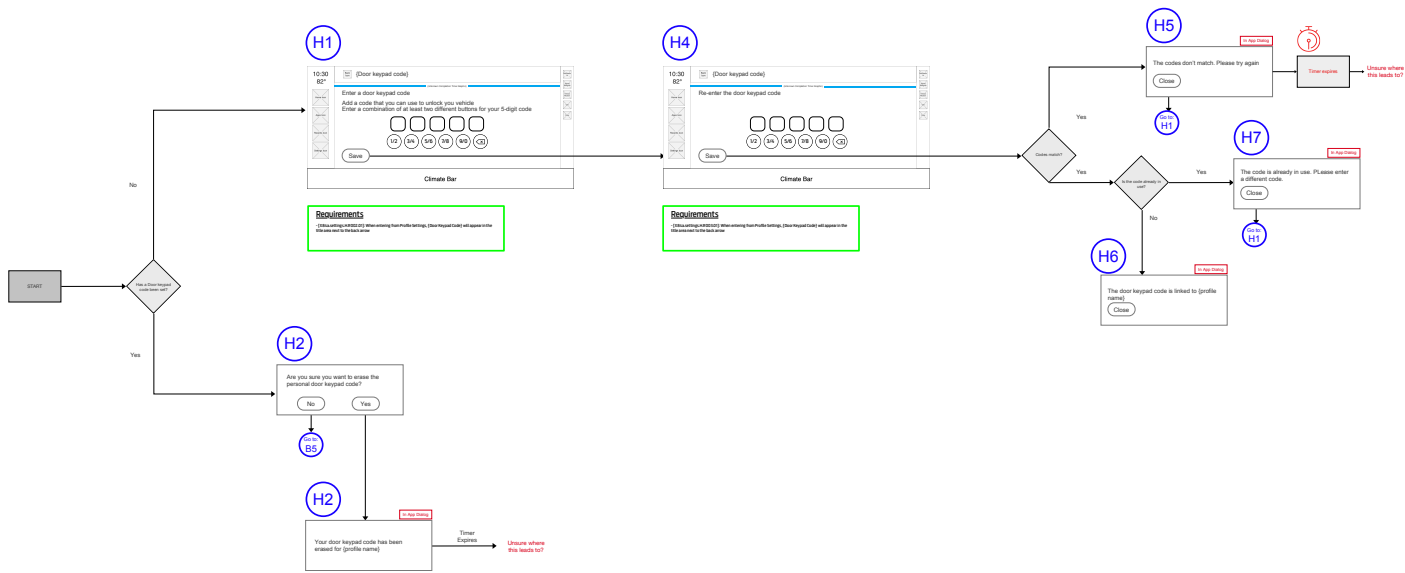 H1
10:30
82°
{Door keypad code}
Enter a door keypad code
Add a code that you can use to unlock you vehicle
Enter a combination of at least two different buttons for your 5-digit code
1/2 3/4 5/6 7/8 9/0
Save
Climate Bar
Requirements
H4
10:30
82°
{Door keypad code}
Re-enter the door keypad code
1/2 3/4 5/6 7/8 9/0
Save
Climate Bar
Requirements
H5
In App Dialog
The codes don't match. Please try again
Close
Go to:
H1
Timer expires
Unsure where
this leads to?
Yes
Codes match?
Yes
Is the code already in
use?
Yes
No
H7
In App Dialog
The code is already in use. PLease enter
a different code.
Close
Go to:
H1
H6
In App Dialog
The door keypad code is linked to {profile
name}
Close
No
START
Has a Door keypad
code been set?
Yes
H2
Are you sure you want to erase the
personal door keypad code?
No
Yes
Go to:
B5
H2
In App Dialog
Your door keypad code has been
erased for {profile name}
Timer
Expires
Unsure where
this leads to?